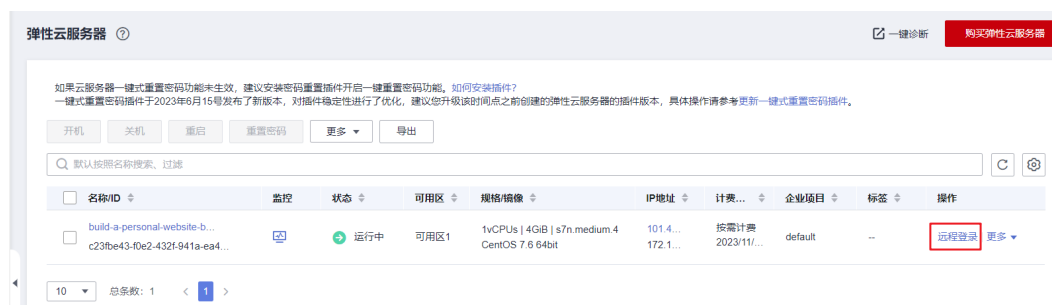 弹性云服务器 ?
一键诊断
购买弹性云服务器
如果云服务器一键式重置密码功能未生效，建议安装密码重置插件开启一键重置密码功能。如何安装插件?
一键式重置密码插件于2023年6月15号发布了新版本，对插件稳定性进行了优化，建议您升级该时间点之前创建的弹性云服务器的插件版本，具体操作请参考更新一键式重置密码插件。
开机 关机 重启 重置密码 更多 导出
默认按照名称搜索、过滤
名称/ID 监控 状态 可用区 规格/镜像 IP地址 计费... 企业项目 标签 操作
build-a-personal-website-b... 运行中 可用区1 1vCPUs | 4GiB | s7n.medium.4 101.4... 按需计费 default -- 远程登录 更多
c23fbe43-f0e2-432f-941a-ea4... CentOS 7.6 64bit 172.1... 2023/11/...
10 总条数: 1 < 1 >